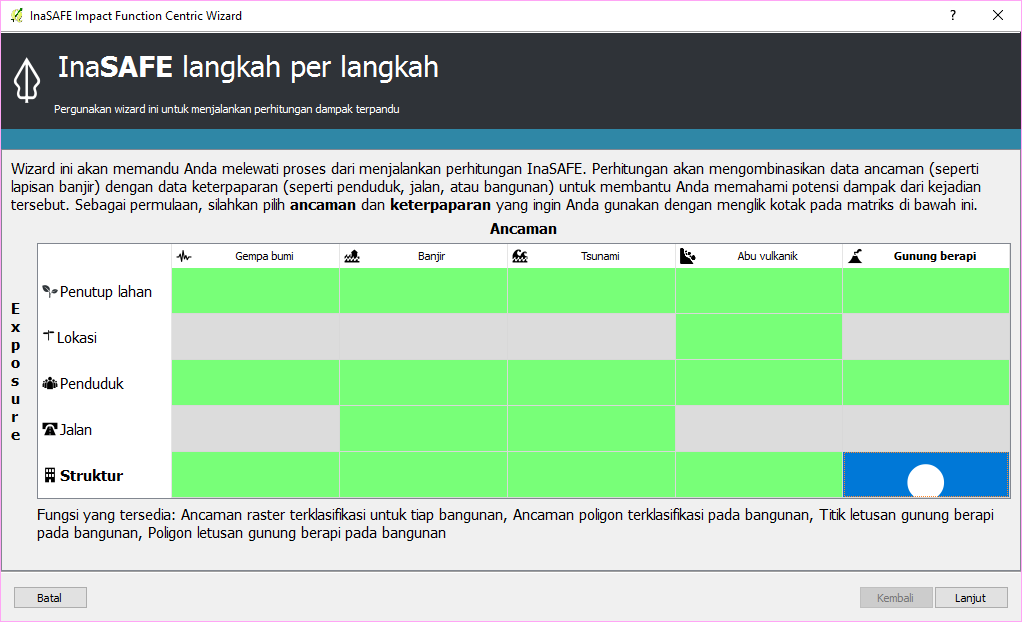 InaSAFE Impact Function Centric Wizard
?
InaSAFE langkah per langkah
Pergunakan wizard ini untuk menjalankan perhitungan dampak terpandu
Wizard ini akan memandu Anda melewati proses dari menjalankan perhitungan InaSAFE. Perhitungan akan mengombinasikan data ancaman (seperti
lapisan banjir) dengan data keterpaparan (seperti penduduk, jalan, atau bangunan) untuk membantu Anda memahami potensi dampak dari kejadian
tersebut. Sebagai permulaan, silahkan pilih ancaman dan keterpaparan yang ingin Anda gunakan dengan menglik kotak pada matriks di bawah ini.
Ancaman
Gempa bumi Banjir Tsunami Abu vulkanik Gunung berapi
Exposure
Penutup lahan
Lokasi
Penduduk
Jalan
Struktur
Fungsi yang tersedia: Ancaman raster terklasifikasi untuk tiap bangunan, Ancaman poligon terklasifikasi pada bangunan, Titik letusan gunung berapi
pada bangunan, Poligon letusan gunung berapi pada bangunan
Batal Kembali Lanjut